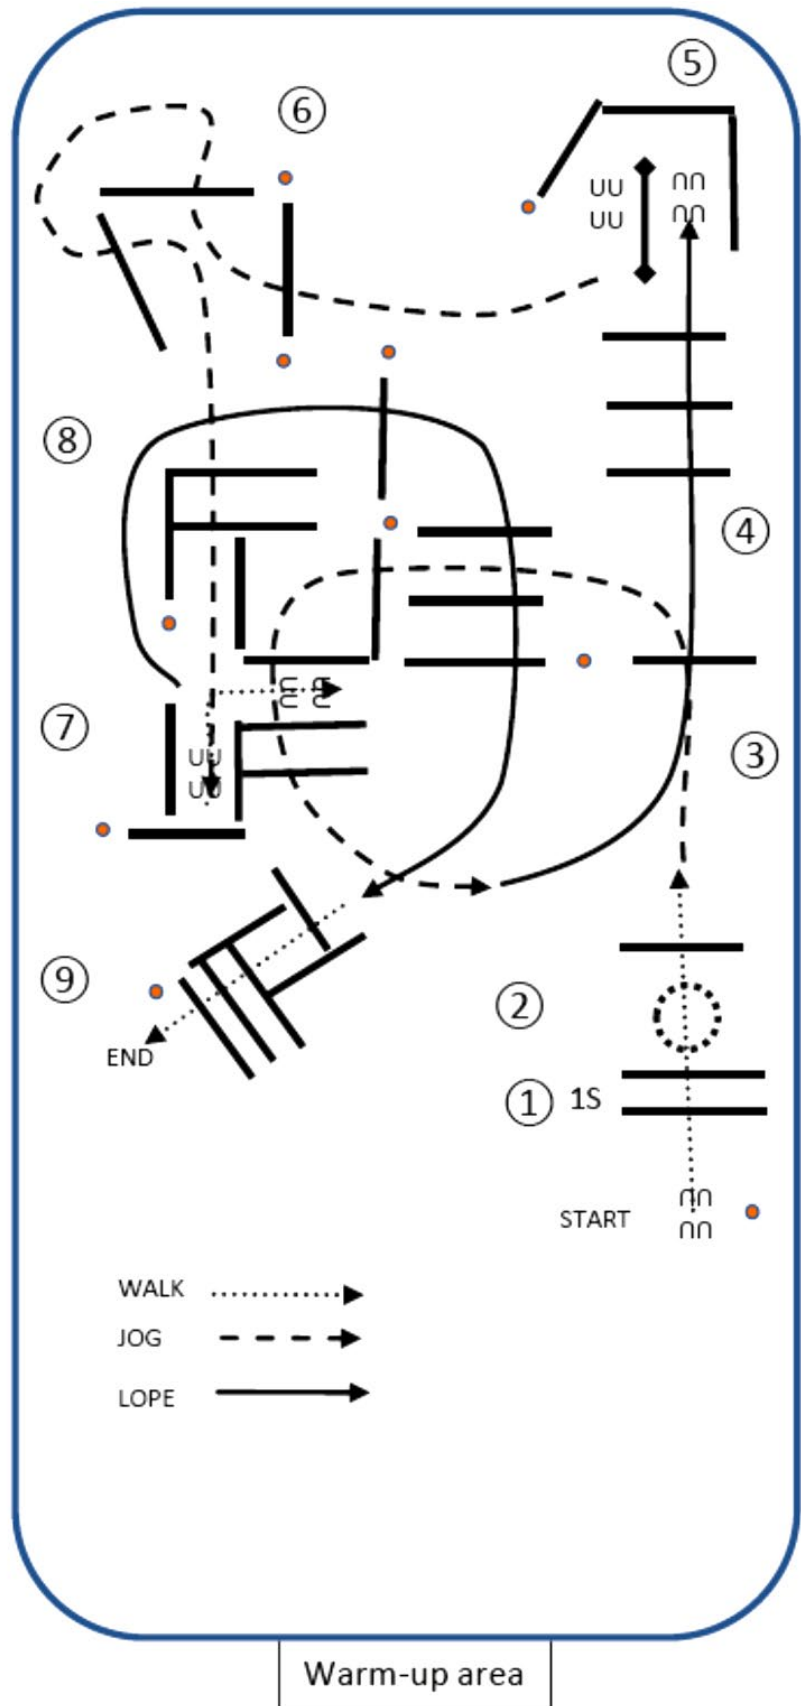 ⑤
⑥
⑧
④
⑦
③
⑨
②
END
① 1S
START
WALK
JOG
LOPE
Warm-up area